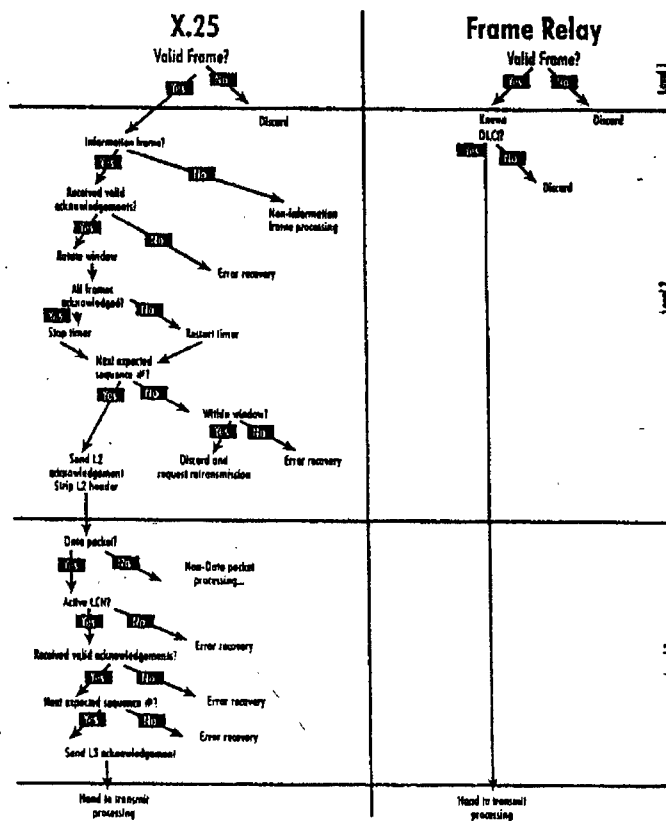 X.25
Valid Frame?
Yes
No
Discard
Information frame?
Yes
No
Received valid
acknowledgements?
Non-information
frame processing
Yes
No
Rotate window
Error recovery
All frames
acknowledged?
Yes
No
Stop timer
Restart timer
Next expected
sequence #?
Yes
No
Within window?
Yes
No
Send L2
acknowledgement
Strip L2 header
Discard and
request retransmission
Error recovery
Data packet?
Yes
No
Non-Data packet
processing...
Active LCN?
Yes
No
Error recovery
Received valid acknowledgements?
Yes
No
Next expected sequence #?
Error recovery
Yes
No
Error recovery
Send L3 acknowledgement
Hand to transmit
processing
Frame Relay
Valid Frame?
Yes
No
Known
DLCI?
Discard
Yes
No
Discard
Hand to transmit
processing